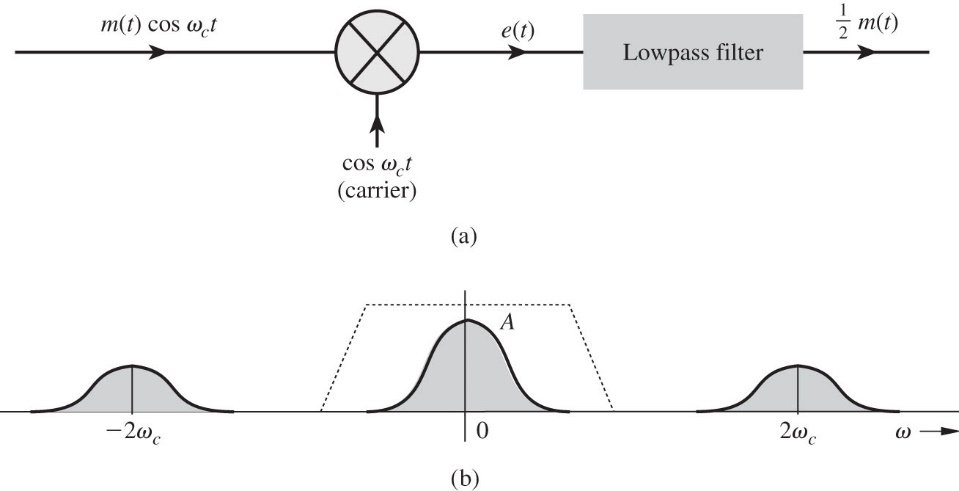 m(t) cos ω_c t
e(t)
Lowpass filter
1/2 m(t)
cos ω_c t
(carrier)
(a)
A
−2ω_c
0
2ω_c
ω
(b)